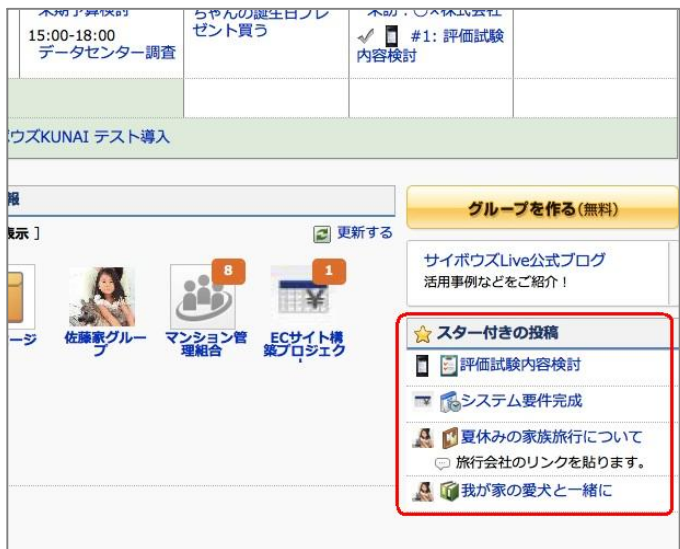 15:00-18:00
データセンター調査
ちゃんの誕生日プレ
ゼント買う
#1: 評価試験
内容検討
ウズKUNAI テスト導入
報
表示 ]
更新する
8
1
ージ
佐藤家グルー
プ
マンション管
理組合
ECサイト構
築プロジェク
グループを作る(無料)
サイボウズLive公式ブログ
活用事例などをご紹介！
スター付きの投稿
評価試験内容検討
システム要件完成
夏休みの家族旅行について
旅行会社のリンクを貼ります。
我が家の愛犬と一緒に